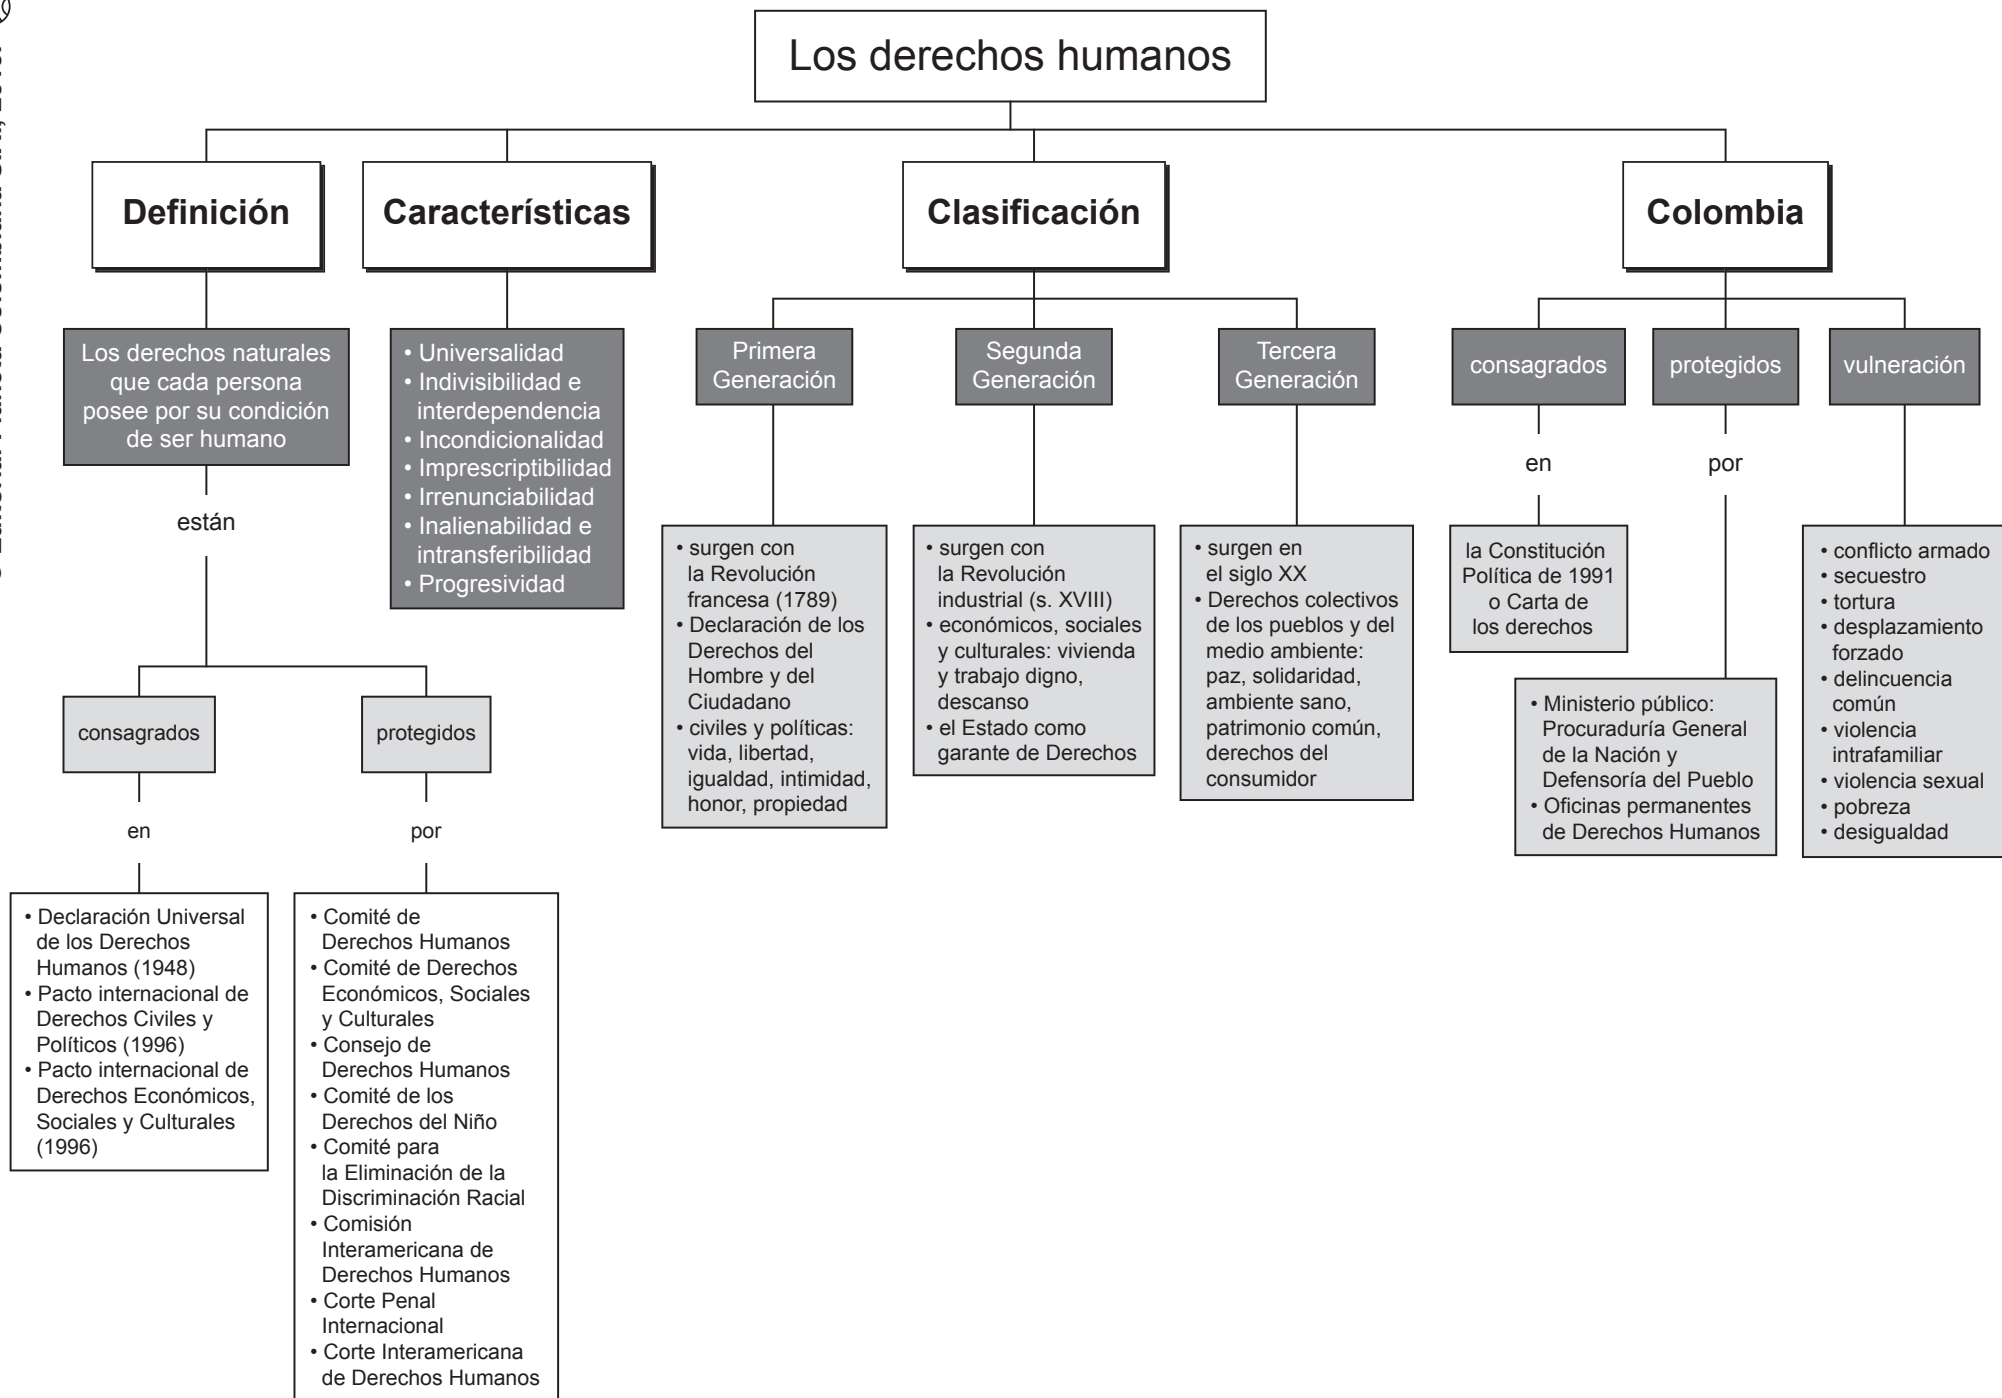 Los derechos humanos
Definición
Características
Clasificación
Colombia
Los derechos naturales
que cada persona
posee por su condición
de ser humano
están
consagrados
en
• Declaración Universal
de los Derechos
Humanos (1948)
• Pacto internacional de
Derechos Civiles y
Políticos (1996)
• Pacto internacional de
Derechos Económicos,
Sociales y Culturales
(1996)
protegidos
por
• Comité de
Derechos Humanos
• Comité de Derechos
Económicos, Sociales
y Culturales
• Consejo de
Derechos Humanos
• Comité de los
Derechos del Niño
• Comité para
la Eliminación de la
Discriminación Racial
• Comisión
Interamericana de
Derechos Humanos
• Corte Penal
Internacional
• Corte Interamericana
de Derechos Humanos
• Universalidad
• Indivisibilidad e
interdependencia
• Incondicionalidad
• Imprescriptibilidad
• Irrenunciabilidad
• Inalienabilidad e
intransferibilidad
• Progresividad
Primera
Generación
• surgen con
la Revolución
francesa (1789)
• Declaración de los
Derechos del
Hombre y del
Ciudadano
• civiles y políticas:
vida, libertad,
igualdad, intimidad,
honor, propiedad
Segunda
Generación
• surgen con
la Revolución
industrial (s. XVIII)
• económicos, sociales
y culturales: vivienda
y trabajo digno,
descanso
• el Estado como
garante de Derechos
Tercera
Generación
• surgen en
el siglo XX
• Derechos colectivos
de los pueblos y del
medio ambiente:
paz, solidaridad,
ambiente sano,
patrimonio común,
derechos del
consumidor
consagrados
en
la Constitución
Política de 1991
o Carta de
los derechos
protegidos
por
• Ministerio público:
Procuraduría General
de la Nación y
Defensoría del Pueblo
• Oficinas permanentes
de Derechos Humanos
vulneración
• conflicto armado
• secuestro
• tortura
• desplazamiento
forzado
• delincuencia
común
• violencia
intrafamiliar
• violencia sexual
• pobreza
• desigualdad